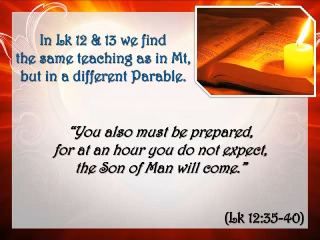 In Lk 12 & 13 we find
the same teaching as in Mt,
but in a different Parable.
“You also must be prepared,
for at an hour you do not expect,
the Son of Man will come.”
(Lk 12:35-40)